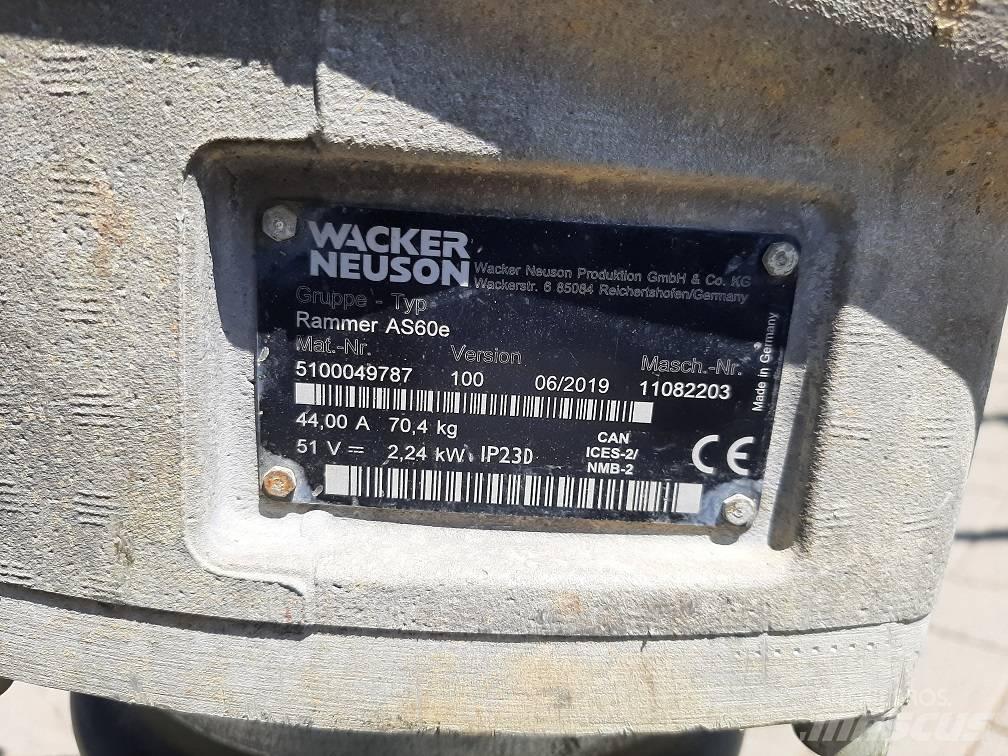 WACKER
NEUSON
Wacker Neuson Produktion GmbH & Co. KG
Wackerstr. 6 85084 Reichertshofen/Germany
Gruppe - Typ
Rammer AS60e
Mat.-Nr. Version Masch.-Nr.
5100049787 100 06/2019 11082203
44,00 A 70,4 kg
51 V ⎓ 2,24 kW IP23D
CAN
ICES-2/
NMB-2
CE
Made in Germany
mascus